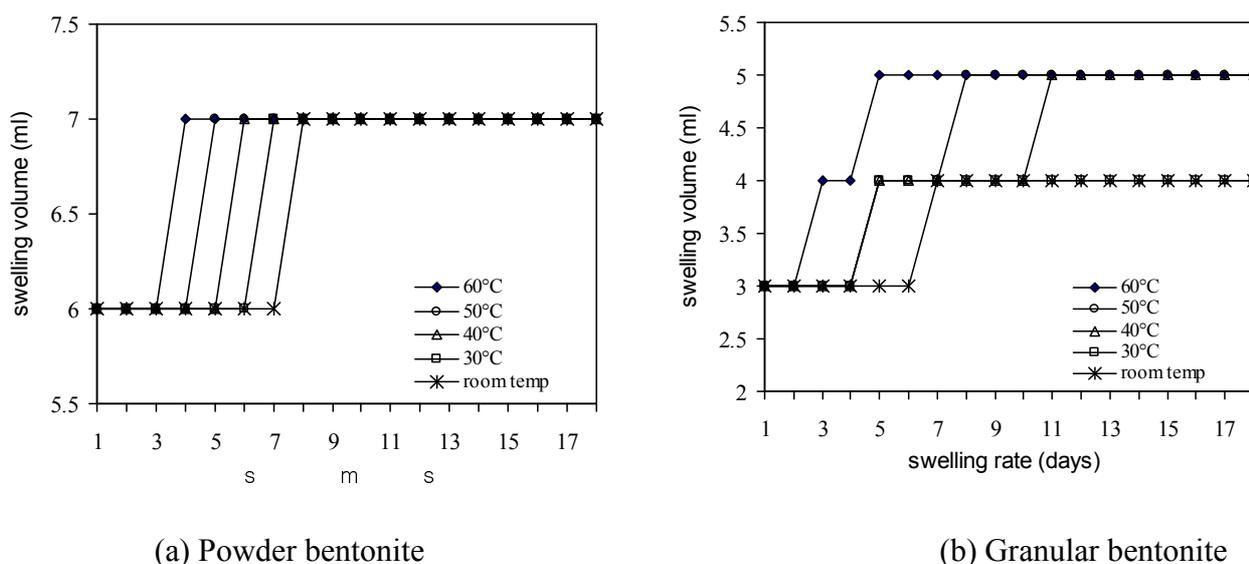 7.5
7
6.5
6
5.5
swelling volume (ml)
60°C
50°C
40°C
30°C
room temp
1 3 5 7 9 11 13 15 17
s m s
(a) Powder bentonite
5.5
5
4.5
4
3.5
3
2.5
2
swelling volume (ml)
60°C
50°C
40°C
30°C
room temp
1 3 5 7 9 11 13 15 17
swelling rate (days)
(b) Granular bentonite